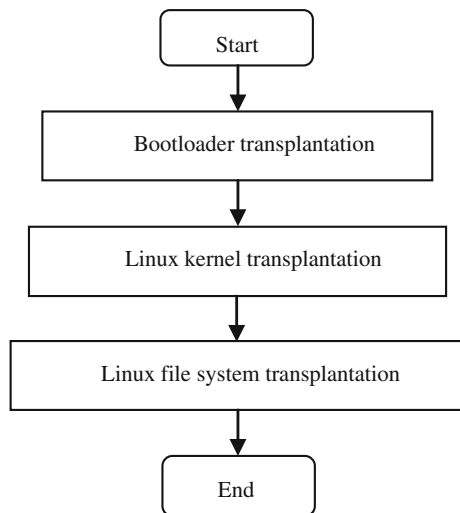 Start
Bootloader transplantation
Linux kernel transplantation
Linux file system transplantation
End